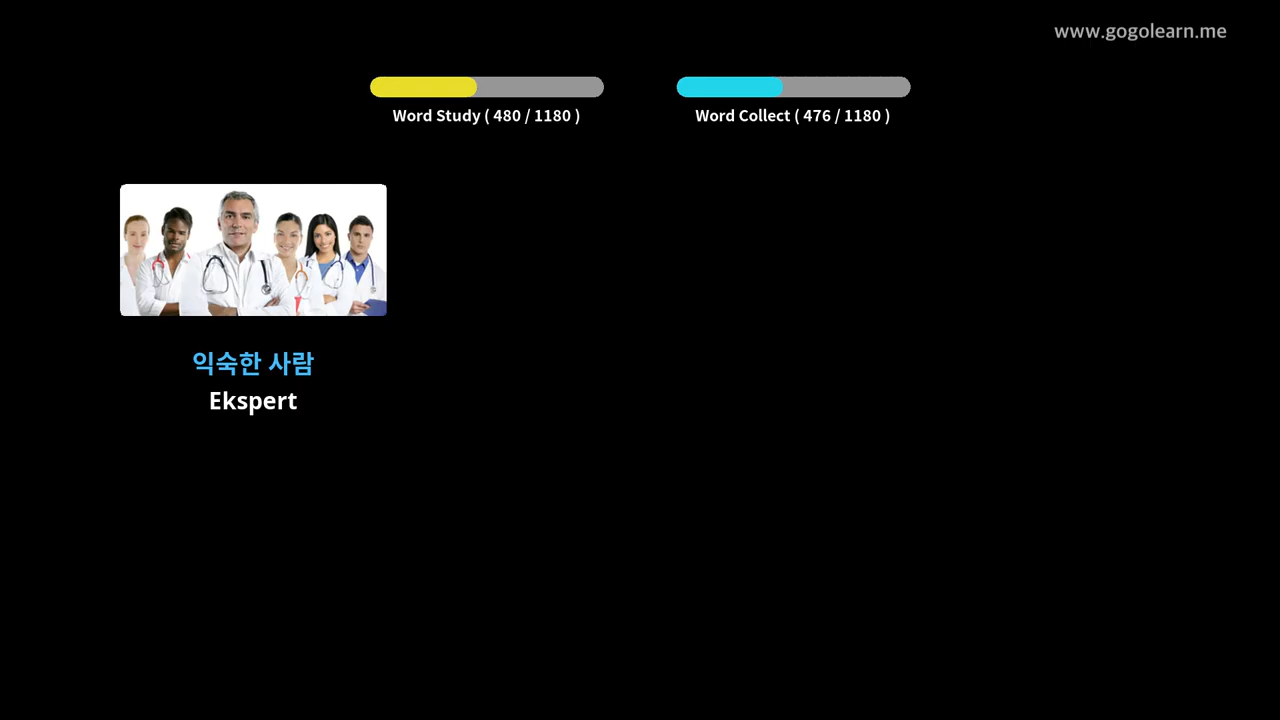 www.gogolearn.me
Word Study ( 480 / 1180 )
Word Collect ( 476 / 1180 )
익숙한 사람
Ekspert